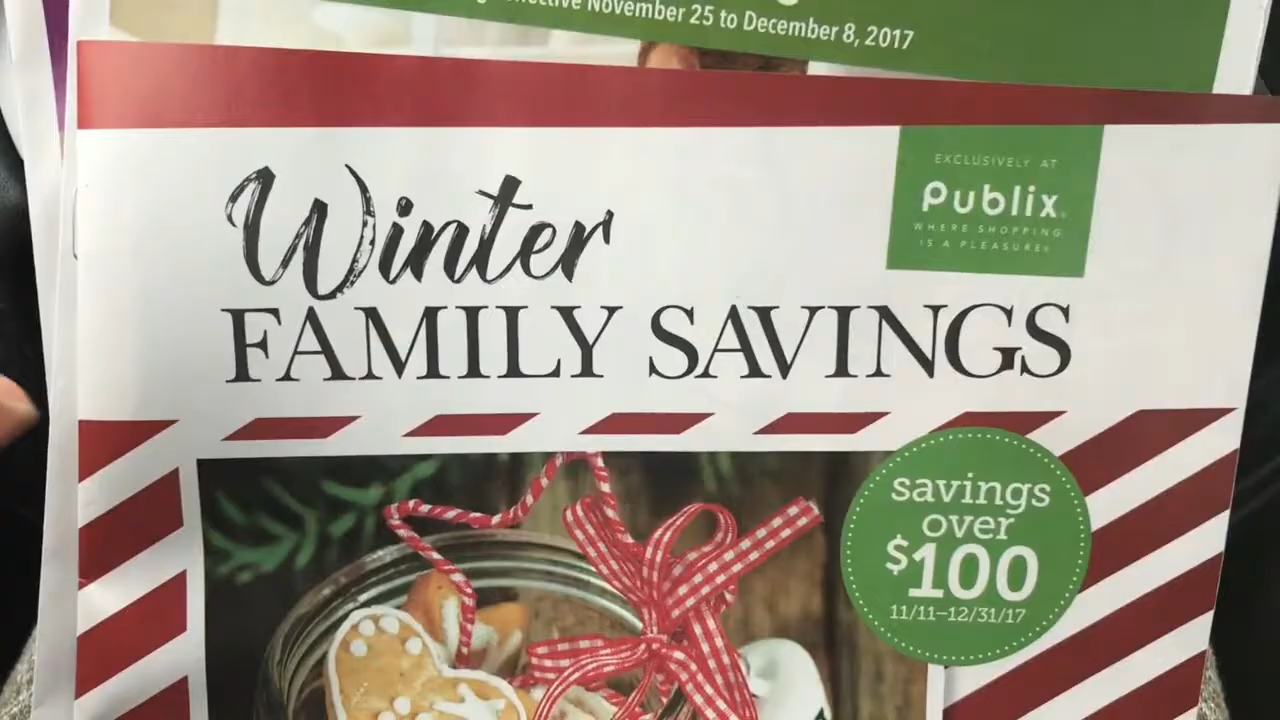 November 25 to December 8, 2017
EXCLUSIVELY AT
Publix
WHERE SHOPPING
IS A PLEASURE
Winter
FAMILY SAVINGS
savings
over
$100
11/11–12/31/17